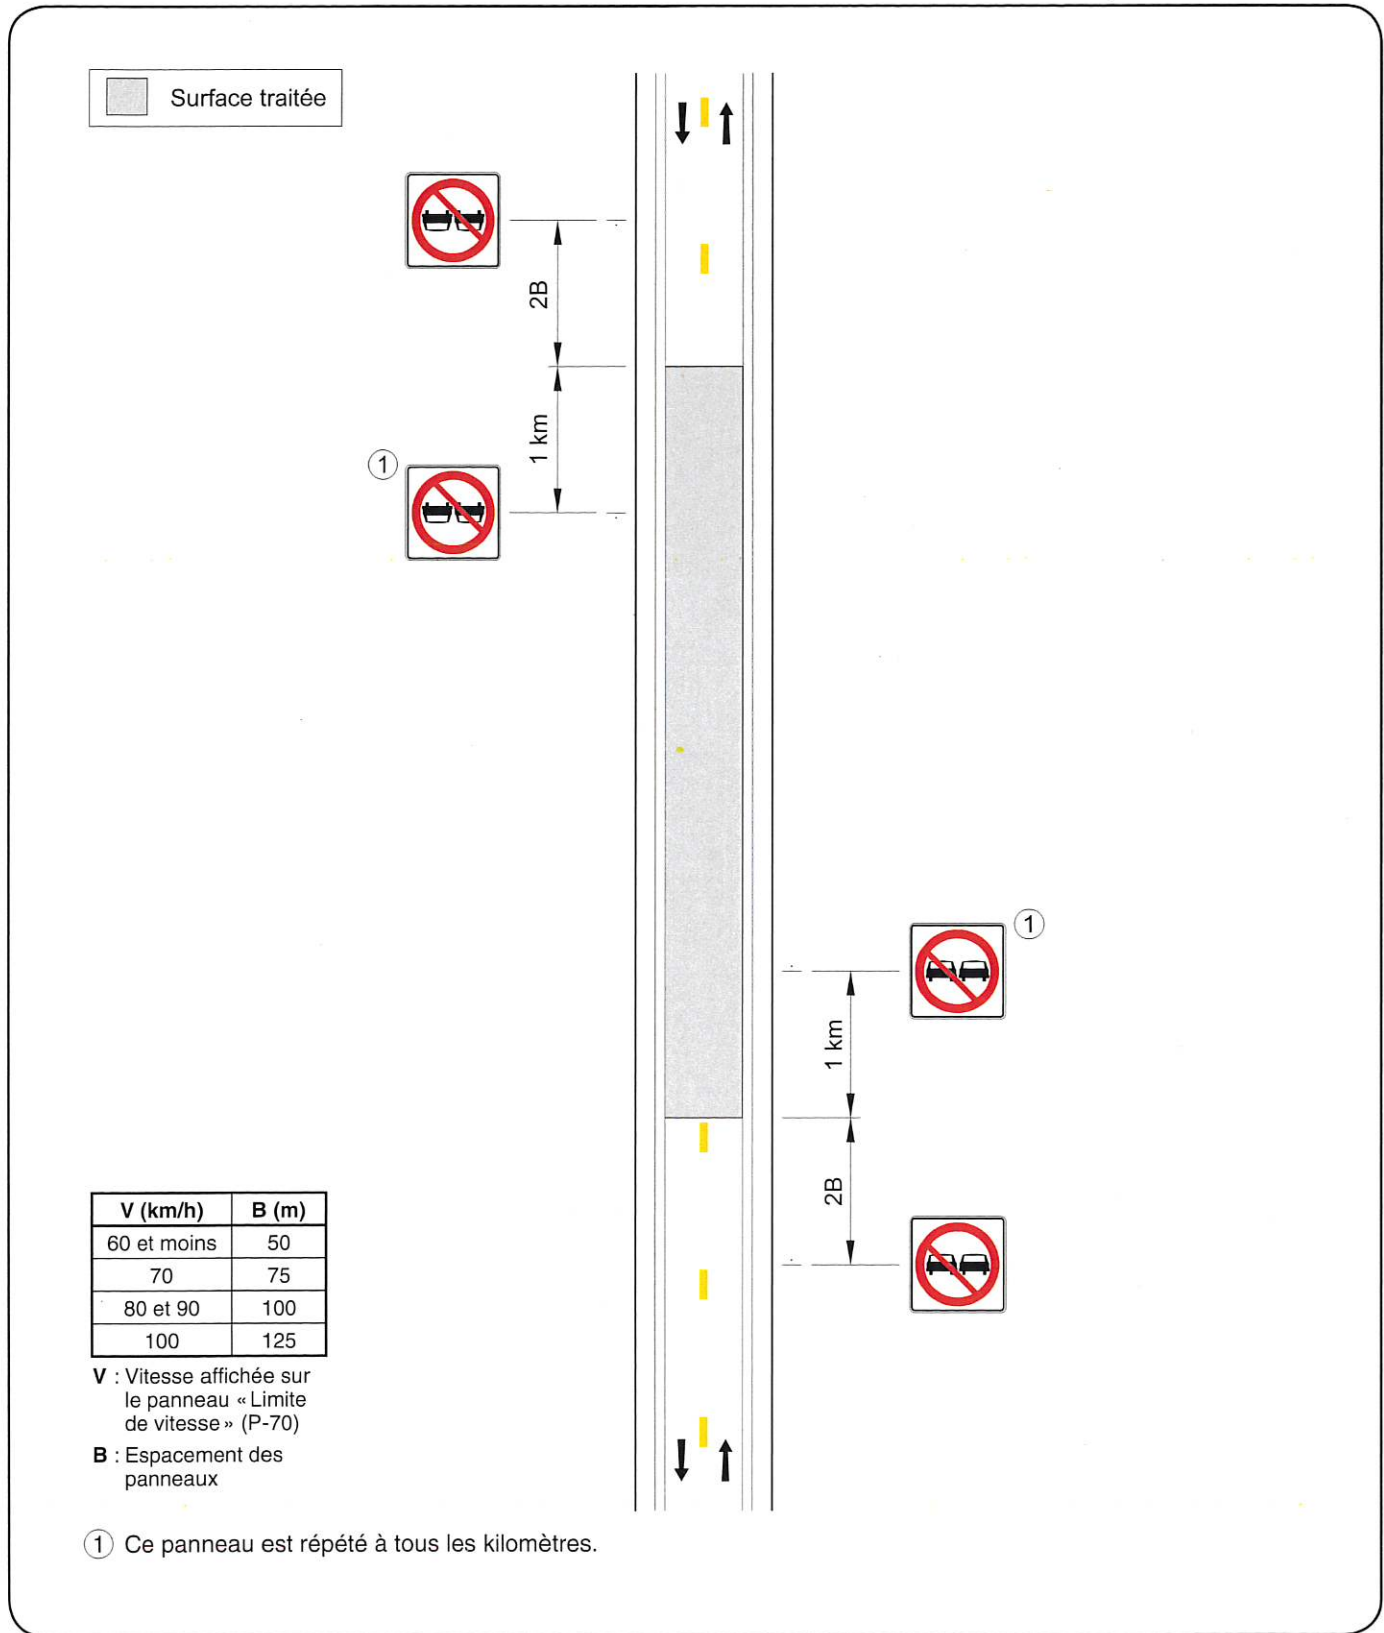 Surface traitée
2B
1 km
1
1
1 km
2B
V (km/h) B (m)
60 et moins 50
70 75
80 et 90 100
100 125
V : Vitesse affichée sur
le panneau « Limite
de vitesse » (P-70)
B : Espacement des
panneaux
1 Ce panneau est répété à tous les kilomètres.